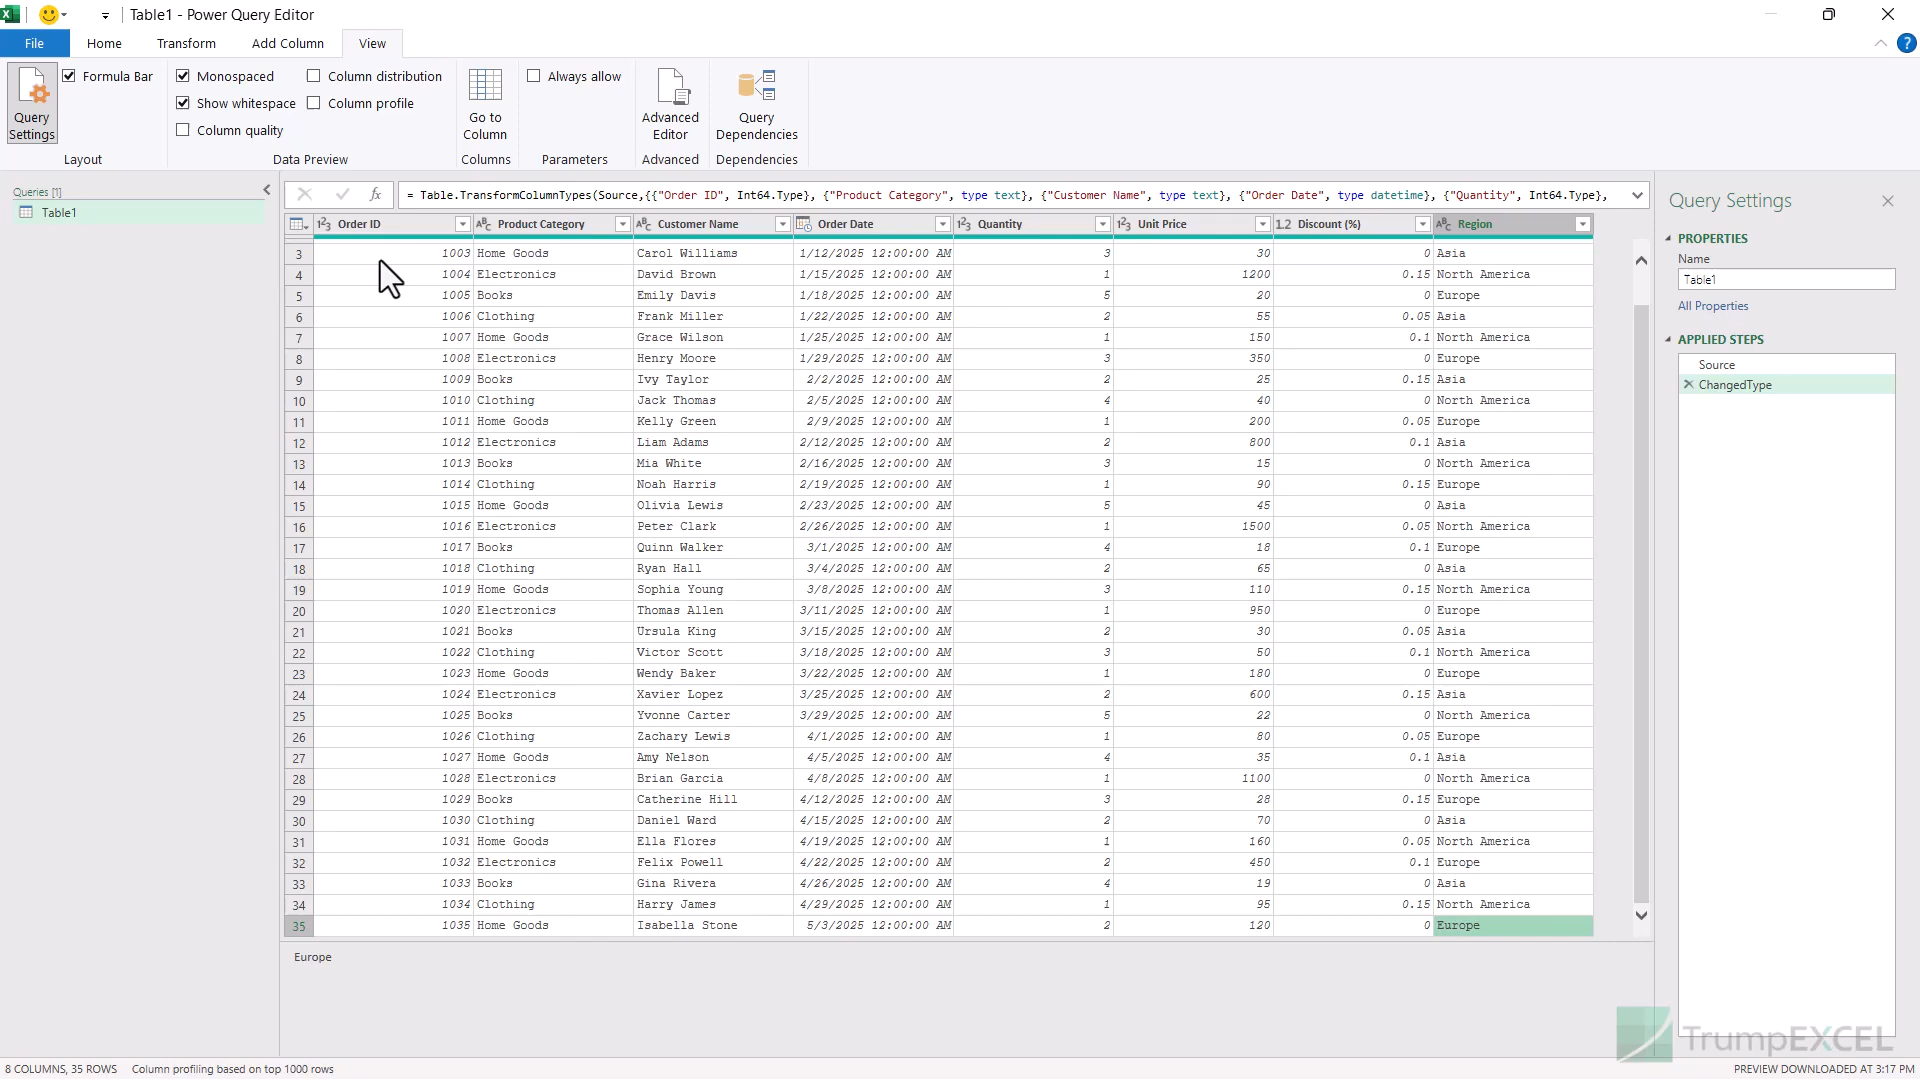 Table1 - Power Query Editor
File Home Transform Add Column View
Formula Bar Monospaced Column distribution Always allow
Show whitespace Column profile
Column quality
Query Settings Go to Column Advanced Editor Query Dependencies
Layout Data Preview Columns Parameters Advanced Dependencies
Queries [1]
Table1
fx = Table.TransformColumnTypes(Source,{{"Order ID", Int64.Type}, {"Product Category", type text}, {"Customer Name", type text}, {"Order Date", type datetime}, {"Quantity", Int64.Type},
Order ID Product Category Customer Name Order Date Quantity Unit Price 1.2 Discount (%) Region
3 1003 Home Goods Carol Williams 1/12/2025 12:00:00 AM 3 30 0 Asia
4 1004 Electronics David Brown 1/15/2025 12:00:00 AM 1 1200 0.15 North America
5 1005 Books Emily Davis 1/18/2025 12:00:00 AM 5 20 0 Europe
6 1006 Clothing Frank Miller 1/22/2025 12:00:00 AM 2 55 0.05 Asia
7 1007 Home Goods Grace Wilson 1/25/2025 12:00:00 AM 1 150 0.1 North America
8 1008 Electronics Henry Moore 1/29/2025 12:00:00 AM 3 350 0 Europe
9 1009 Books Ivy Taylor 2/2/2025 12:00:00 AM 2 25 0.15 Asia
10 1010 Clothing Jack Thomas 2/5/2025 12:00:00 AM 4 40 0 North America
11 1011 Home Goods Kelly Green 2/9/2025 12:00:00 AM 1 200 0.05 Europe
12 1012 Electronics Liam Adams 2/12/2025 12:00:00 AM 2 800 0.1 Asia
13 1013 Books Mia White 2/16/2025 12:00:00 AM 3 15 0 North America
14 1014 Clothing Noah Harris 2/19/2025 12:00:00 AM 1 90 0.15 Europe
15 1015 Home Goods Olivia Lewis 2/23/2025 12:00:00 AM 5 45 0 Asia
16 1016 Electronics Peter Clark 2/26/2025 12:00:00 AM 1 1500 0.05 North America
17 1017 Books Quinn Walker 3/1/2025 12:00:00 AM 4 18 0.1 Europe
18 1018 Clothing Ryan Hall 3/4/2025 12:00:00 AM 2 65 0 Asia
19 1019 Home Goods Sophia Young 3/8/2025 12:00:00 AM 3 110 0.15 North America
20 1020 Electronics Thomas Allen 3/11/2025 12:00:00 AM 1 950 0 Europe
21 1021 Books Ursula King 3/15/2025 12:00:00 AM 2 30 0.05 Asia
22 1022 Clothing Victor Scott 3/18/2025 12:00:00 AM 3 50 0.1 North America
23 1023 Home Goods Wendy Baker 3/22/2025 12:00:00 AM 1 180 0 Europe
24 1024 Electronics Xavier Lopez 3/25/2025 12:00:00 AM 2 600 0.15 Asia
25 1025 Books Yvonne Carter 3/29/2025 12:00:00 AM 5 22 0 North America
26 1026 Clothing Zachary Lewis 4/1/2025 12:00:00 AM 1 80 0.05 Europe
27 1027 Home Goods Amy Nelson 4/5/2025 12:00:00 AM 4 35 0.1 Asia
28 1028 Electronics Brian Garcia 4/8/2025 12:00:00 AM 1 1100 0 North America
29 1029 Books Catherine Hill 4/12/2025 12:00:00 AM 3 28 0.15 Europe
30 1030 Clothing Daniel Ward 4/15/2025 12:00:00 AM 2 70 0 Asia
31 1031 Home Goods Ella Flores 4/19/2025 12:00:00 AM 1 160 0.05 North America
32 1032 Electronics Felix Powell 4/22/2025 12:00:00 AM 2 450 0.1 Europe
33 1033 Books Gina Rivera 4/26/2025 12:00:00 AM 4 19 0 Asia
34 1034 Clothing Harry James 4/29/2025 12:00:00 AM 1 95 0.15 North America
35 1035 Home Goods Isabella Stone 5/3/2025 12:00:00 AM 2 120 0 Europe
Europe
Query Settings
PROPERTIES
Name
Table1
All Properties
APPLIED STEPS
Source
ChangedType
TrumpEXCEL
8 COLUMNS, 35 ROWS Column profiling based on top 1000 rows PREVIEW DOWNLOADED AT 3:17 PM